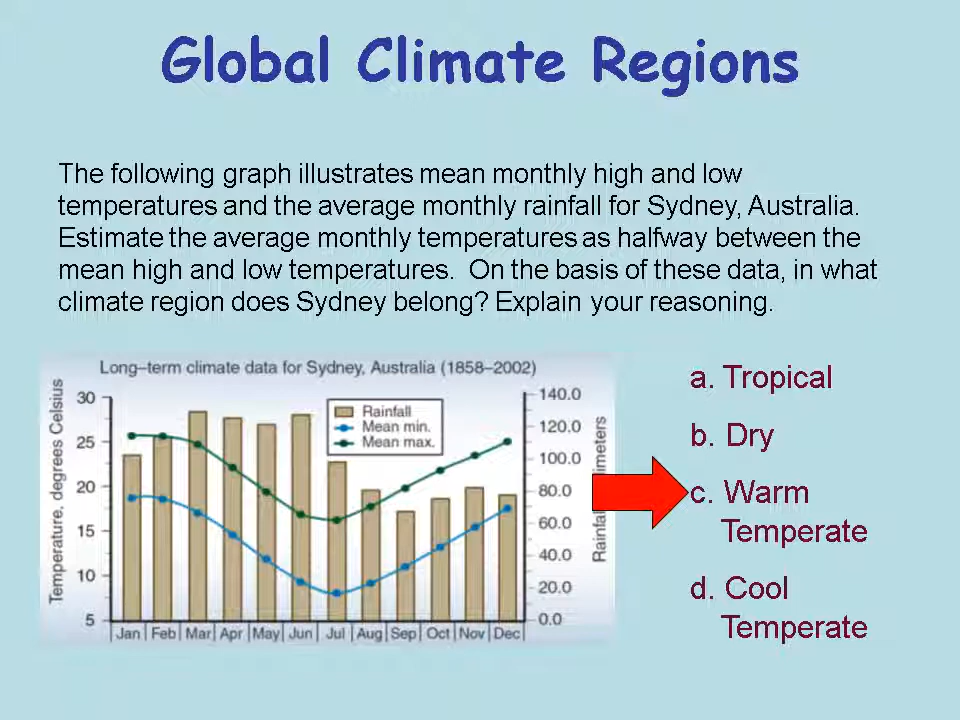 Global Climate Regions
The following graph illustrates mean monthly high and low
temperatures and the average monthly rainfall for Sydney, Australia.
Estimate the average monthly temperatures as halfway between the
mean high and low temperatures. On the basis of these data, in what
climate region does Sydney belong? Explain your reasoning.
Long–term climate data for Sydney, Australia (1858–2002)
Temperature, degrees Celsius
30
25
20
15
10
5
Rainfall
Mean min.
Mean max.
140.0
120.0
100.0
80.0
60.0
40.0
20.0
0.0
Rainfall
Jan Feb Mar Apr May Jun Jul Aug Sep Oct Nov Dec
a. Tropical
b. Dry
c. Warm
Temperate
d. Cool
Temperate